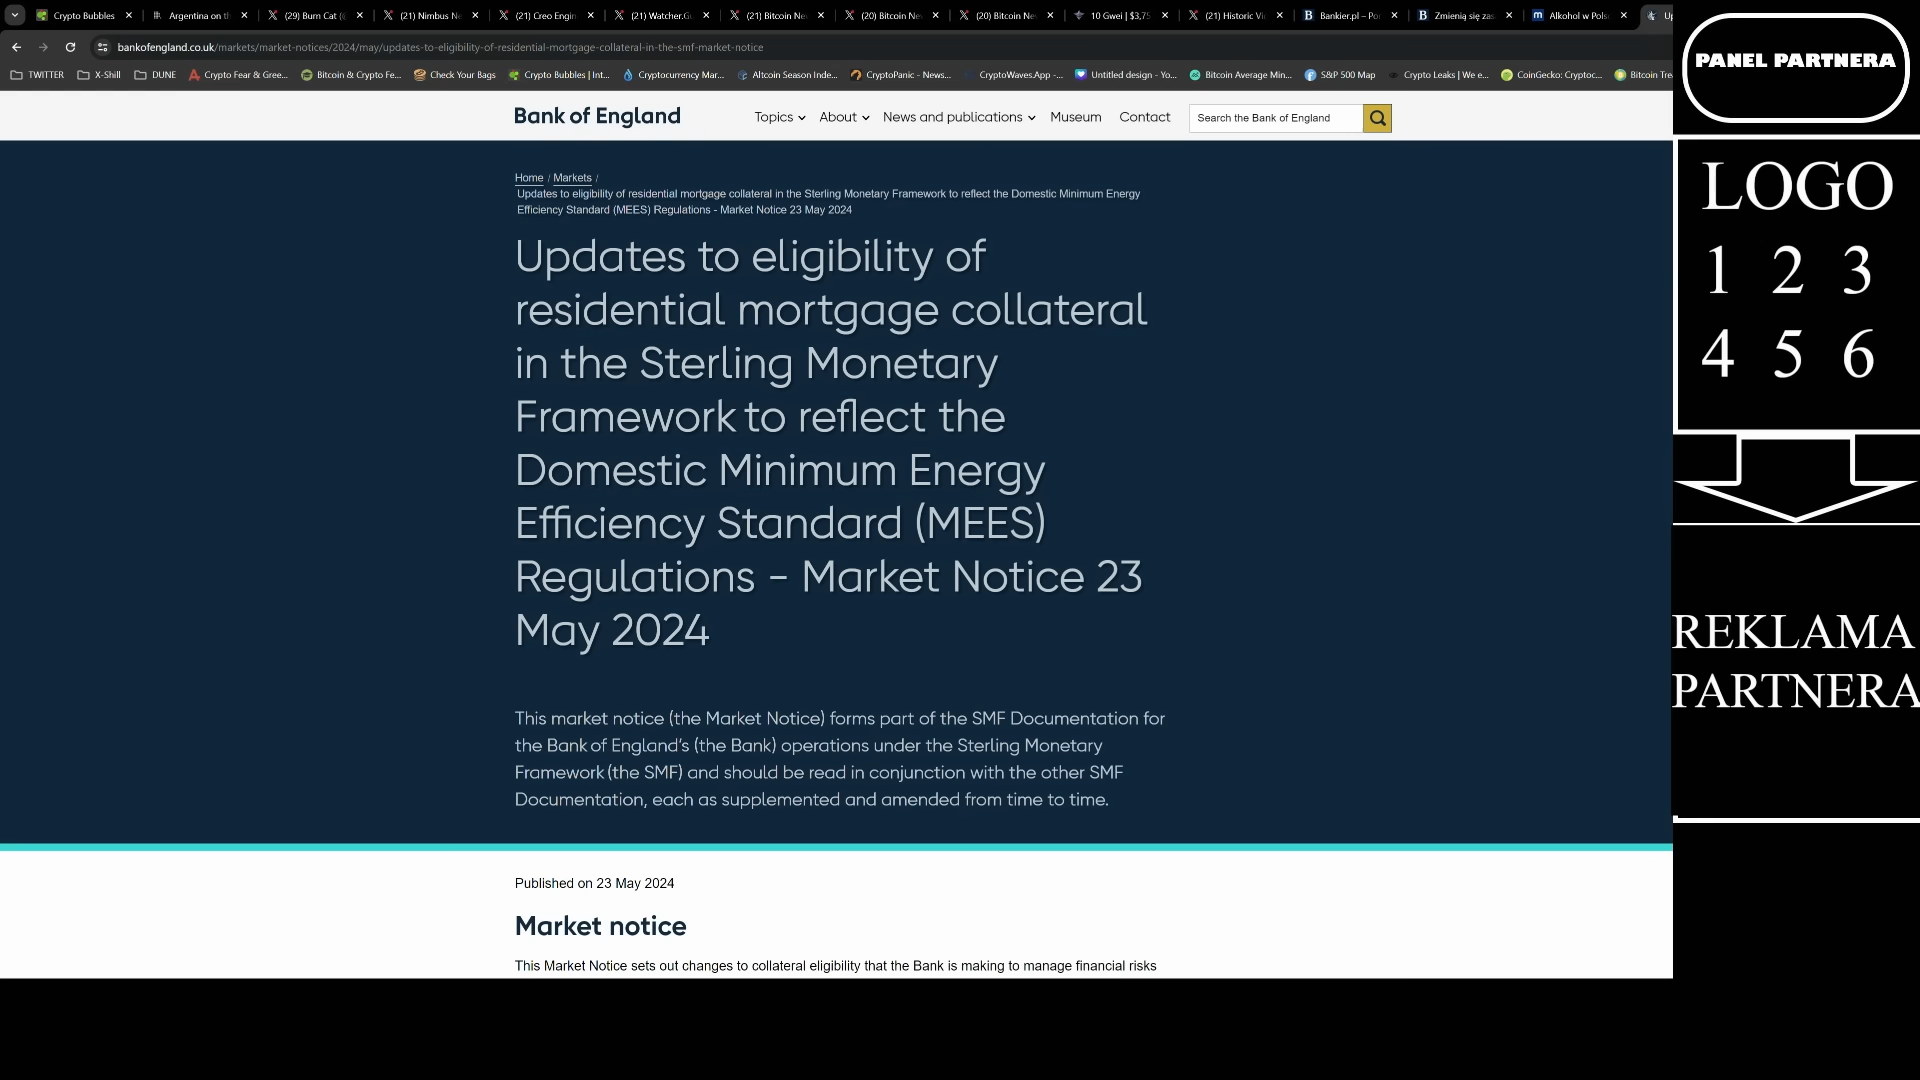 Crypto Bubbles
Argentina on th
(29) Burn Cat (@
(21) Nimbus Ne
(21) Creo Engin
(21) Watcher.Gu
(21) Bitcoin Ne
(20) Bitcoin Ne
(20) Bitcoin Ne
10 Gwei | $3,75
(21) Historic Vi
Bankier.pl – Po
Zmienią się zas
Alkohol w Pols
bankofengland.co.uk/markets/market-notices/2024/may/updates-to-eligibility-of-residential-mortgage-collateral-in-the-smf-market-notice
TWITTER
X-Shill
DUNE
Crypto Fear & Gree...
Bitcoin & Crypto Fe...
Check Your Bags
Crypto Bubbles | Int...
Cryptocurrency Mar...
Altcoin Season Inde...
CryptoPanic - News...
CryptoWaves.App -...
Untitled design - Yo...
Bitcoin Average Min...
S&P 500 Map
Crypto Leaks | We e...
CoinGecko: Cryptoc...
Bitcoin Tre
Bank of England
Topics
About
News and publications
Museum
Contact
Search the Bank of England
Home / Markets /
Updates to eligibility of residential mortgage collateral in the Sterling Monetary Framework to reflect the Domestic Minimum Energy
Efficiency Standard (MEES) Regulations - Market Notice 23 May 2024
Updates to eligibility of
residential mortgage collateral
in the Sterling Monetary
Framework to reflect the
Domestic Minimum Energy
Efficiency Standard (MEES)
Regulations - Market Notice 23
May 2024
This market notice (the Market Notice) forms part of the SMF Documentation for
the Bank of England's (the Bank) operations under the Sterling Monetary
Framework (the SMF) and should be read in conjunction with the other SMF
Documentation, each as supplemented and amended from time to time.
Published on 23 May 2024
Market notice
This Market Notice sets out changes to collateral eligibility that the Bank is making to manage financial risks
PANEL PARTNERA
LOGO
1 2 3
4 5 6
REKLAMA
PARTNERA